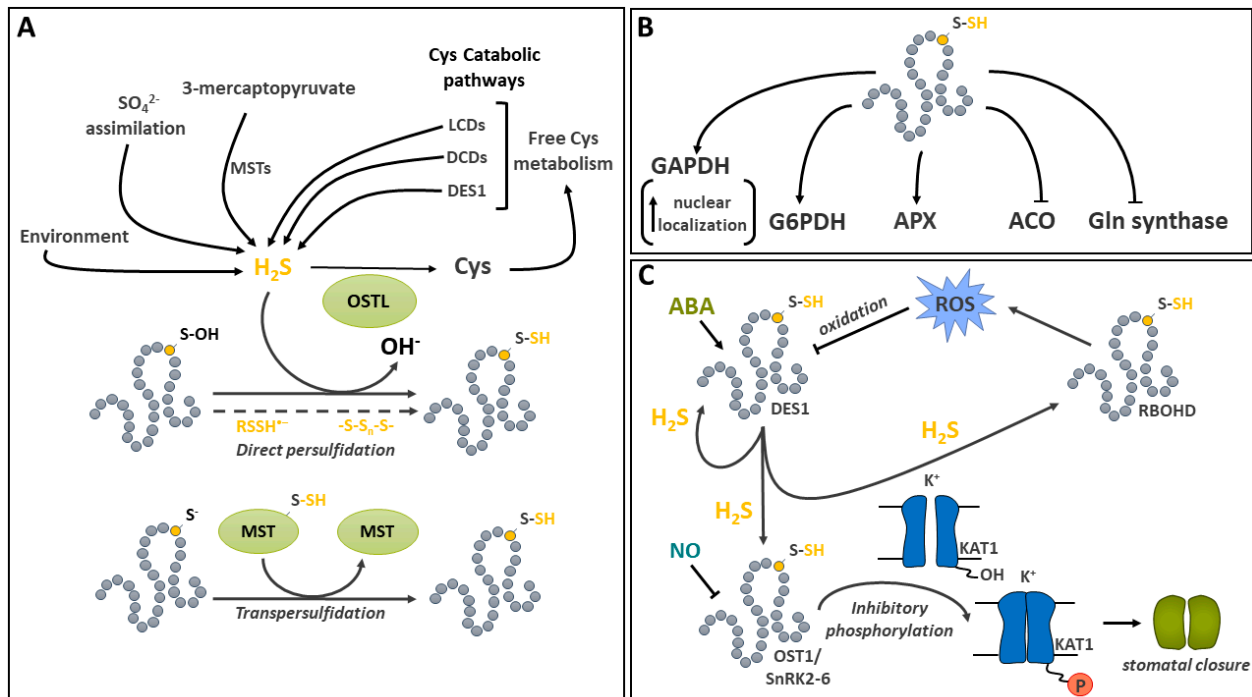 A
Cys Catabolic
pathways
3-mercaptopyruvate
SO₄²⁻
assimilation
MSTs
LCDs
DCDs
DES1
Free Cys
metabolism
Environment
H₂S
Cys
OSTL
OH⁻
S-OH
S-SH
RSSH•⁻
-S-Sₙ-S-
Direct persulfidation
S⁻
S-SH
MST
MST
S-SH
Transpersulfidation
B
S-SH
GAPDH
nuclear
localization
G6PDH
APX
ACO
Gln synthase
C
ABA
S-SH
oxidation
ROS
S-SH
DES1
RBOHD
H₂S
H₂S
H₂S
K⁺
KAT1
OH
NO
S-SH
K⁺
Inhibitory
phosphorylation
KAT1
OST1/
SnRK2-6
P
stomatal closure